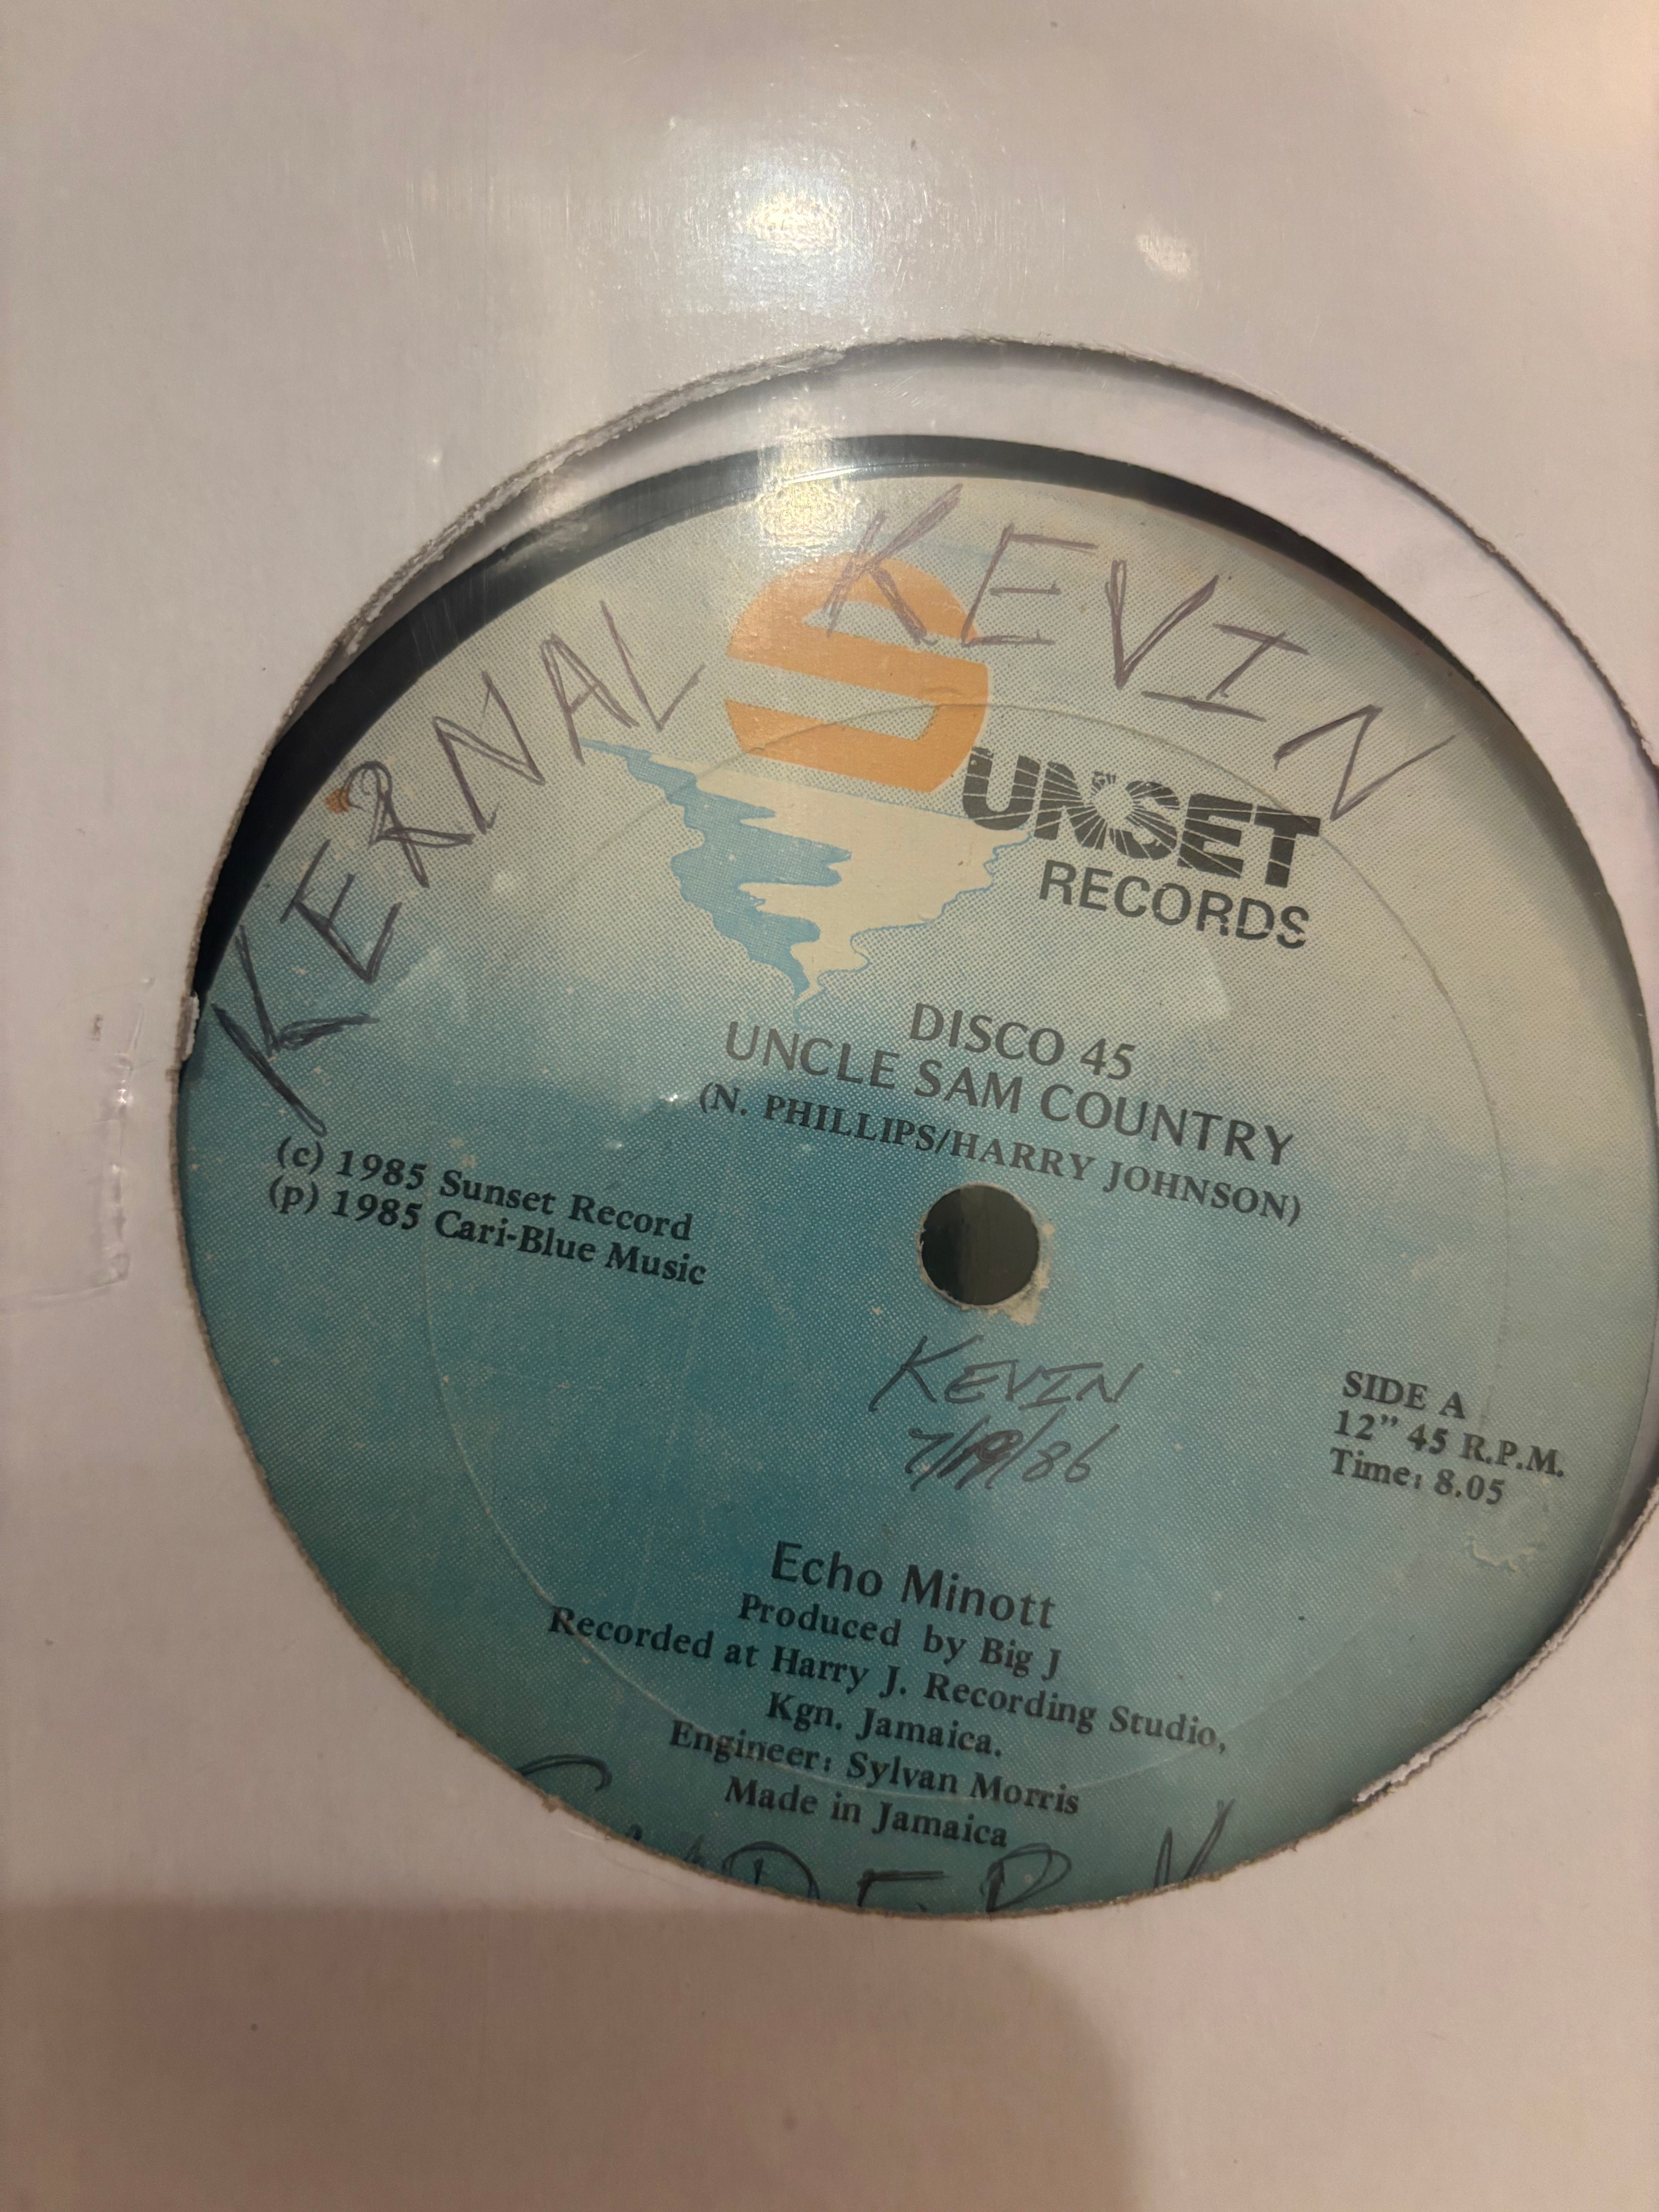 KERNAL KEVIN
SUNSET
RECORDS
DISCO 45
UNCLE SAM COUNTRY
(N. PHILLIPS/HARRY JOHNSON)
(c) 1985 Sunset Record
(p) 1985 Cari-Blue Music
KEVIN
7/19/86
SIDE A
12” 45 R.P.M.
Time: 8.05
Echo Minott
Produced by Big J
Recorded at Harry J. Recording Studio,
Kgn. Jamaica.
Engineer: Sylvan Morris
Made in Jamaica